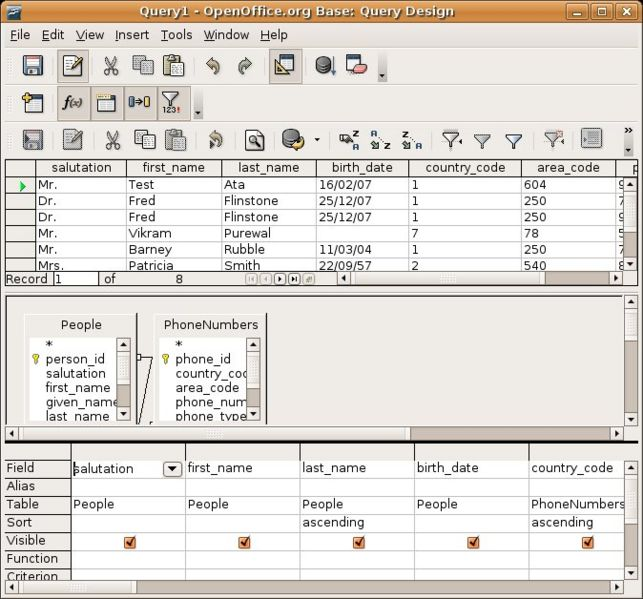 Query1 - OpenOffice.org Base: Query Design
File Edit View Insert Tools Window Help
f(x) 123!
Z A Z A Z
salutation first_name last_name birth_date country_code area_code p
Mr. Test Ata 16/02/07 1 604 9
Dr. Fred Flinstone 25/12/07 1 250 7
Dr. Fred Flinstone 25/12/07 1 250 9
Mr. Vikram Purewal 7 78 5
Mr. Barney Rubble 11/03/04 1 250 7
Mrs. Patricia Smith 22/09/57 2 540 8
Record 1 of 8
People PhoneNumbers
* *
person_id phone_id
salutation country_cod
first_name area_code
given_name phone_num
last_name phone_type
Field salutation first_name last_name birth_date country_code
Alias
Table People People People People PhoneNumbers
Sort ascending ascending
Visible
Function
Criterion